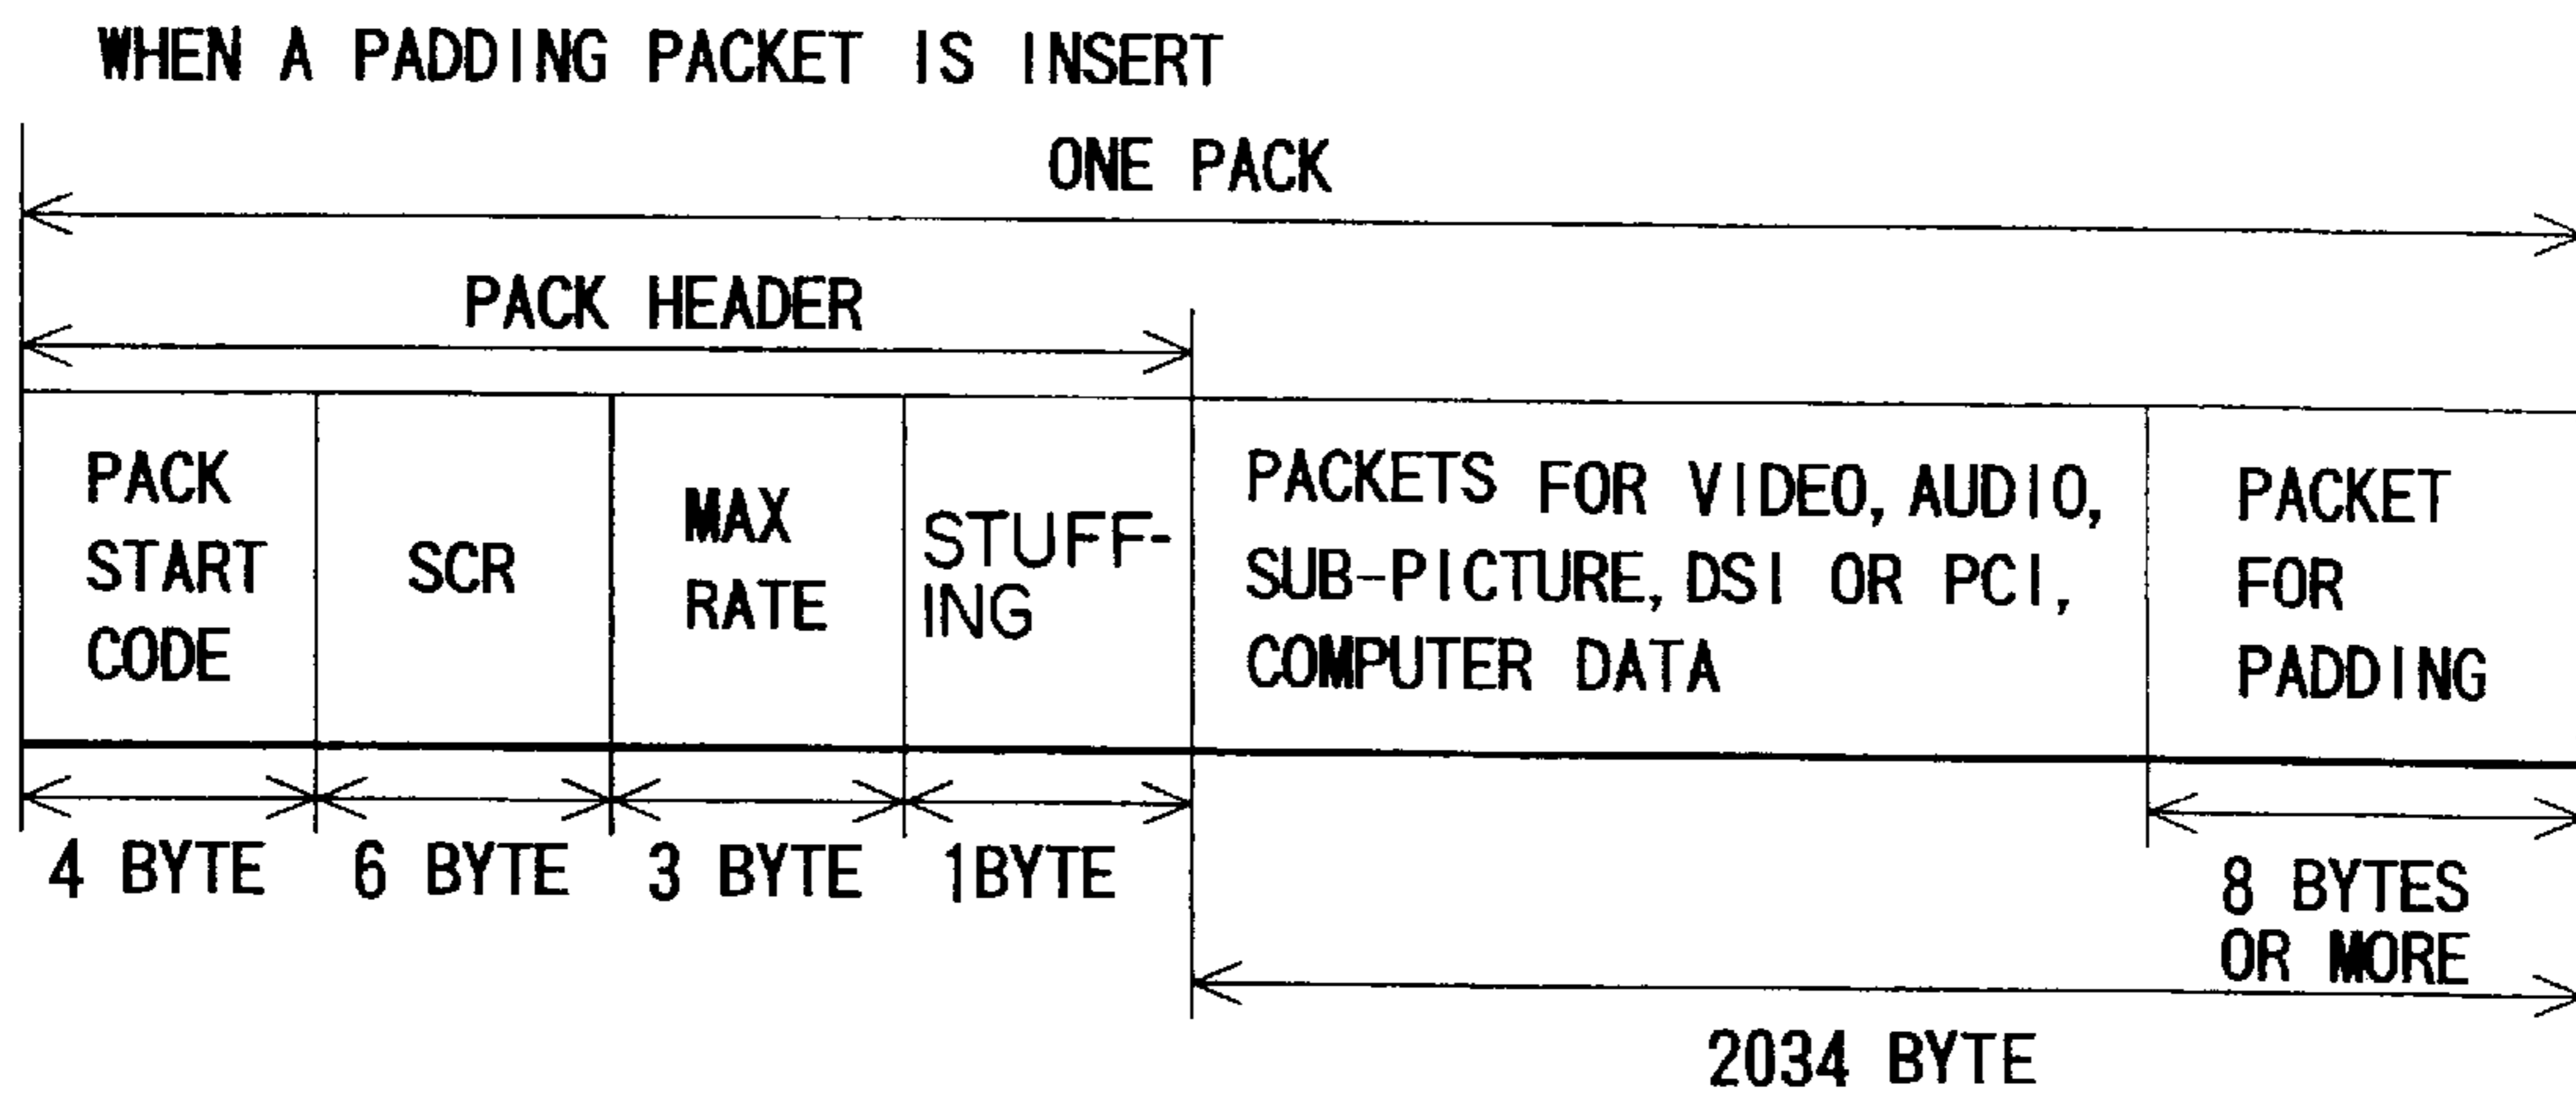 WHEN A PADDING PACKET IS INSERT
ONE PACK
PACK HEADER
PACK
START
CODE
SCR
MAX
RATE
STUFF-
ING
PACKETS FOR VIDEO, AUDIO,
SUB-PICTURE, DSI OR PCI,
COMPUTER DATA
PACKET
FOR
PADDING
4 BYTE
6 BYTE
3 BYTE
1BYTE
8 BYTES
OR MORE
2034 BYTE